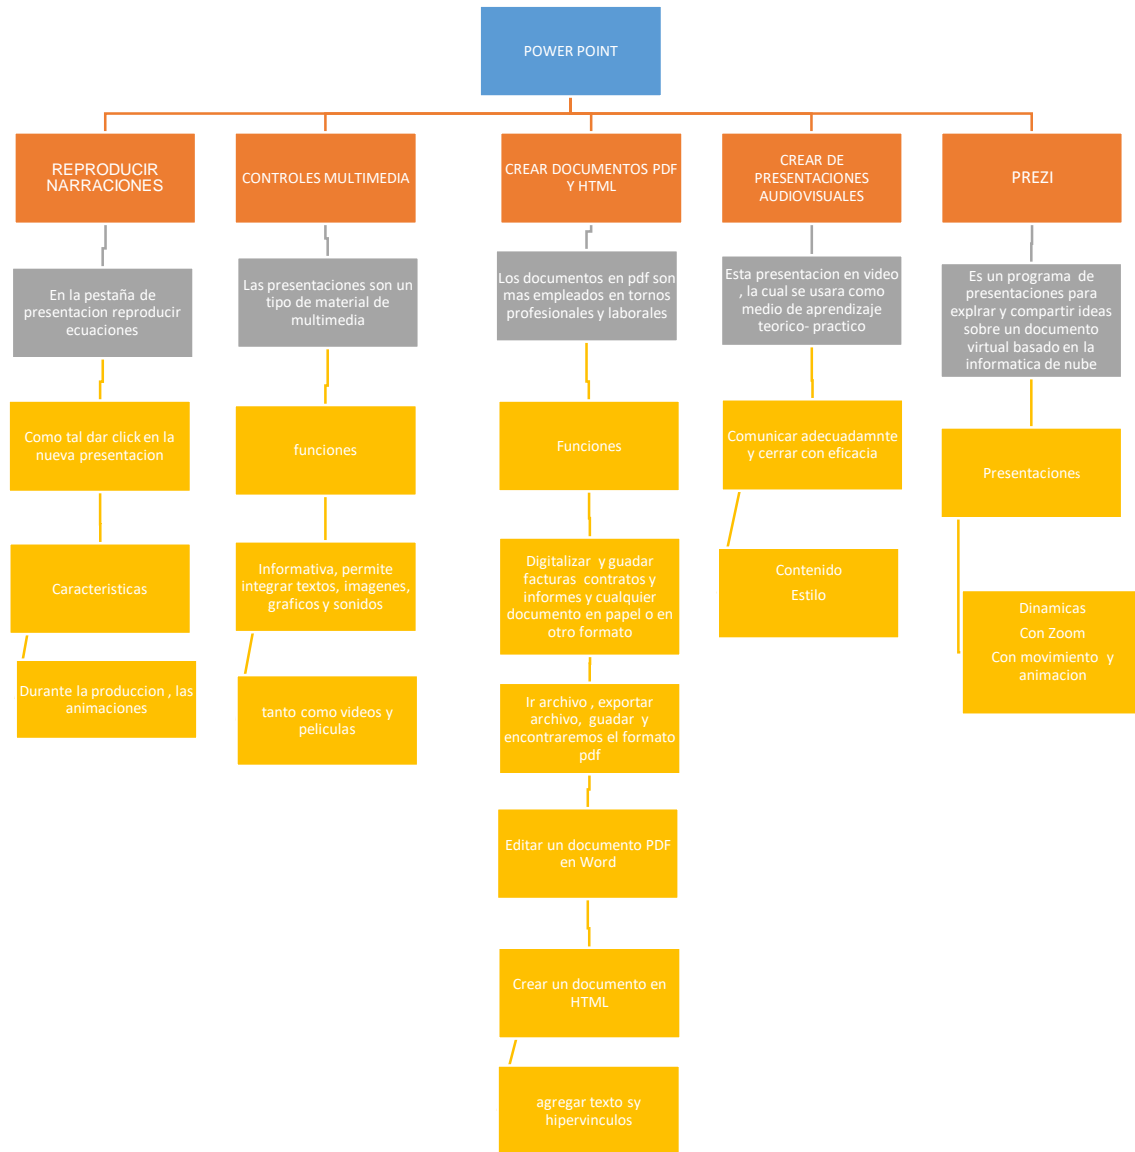 POWER POINT
REPRODUCIR
NARRACIONES
CONTROLES MULTIMEDIA
CREAR DOCUMENTOS PDF
Y HTML
CREAR DE
PRESENTACIONES
AUDIOVISUALES
PREZI
En la pestaña de
presentacion reproducir
ecuaciones
Las presentaciones son un
tipo de material de
multimedia
Los documentos en pdf son
mas empleados en tornos
profesionales y laborales
Esta presentacion en video
, la cual se usara como
medio de aprendizaje
teorico- practico
Es un programa de
presentaciones para
explrar y compartir ideas
sobre un documento
virtual basado en la
informatica de nube
Como tal dar click en la
nueva presentacion
funciones
Funciones
Comunicar adecuadamnte
y cerrar con eficacia
Presentaciones
Caracteristicas
Informativa, permite
integrar textos, imagenes,
graficos y sonidos
Digitalizar y guadar
facturas contratos y
informes y cualquier
documento en papel o en
otro formato
Contenido
Estilo
Dinamicas
Con Zoom
Con movimiento y
animacion
Durante la produccion , las
animaciones
tanto como videos y
peliculas
Ir archivo , exportar
archivo, guadar y
encontraremos el formato
pdf
Editar un documento PDF
en Word
Crear un documento en
HTML
agregar texto sy
hipervinculos